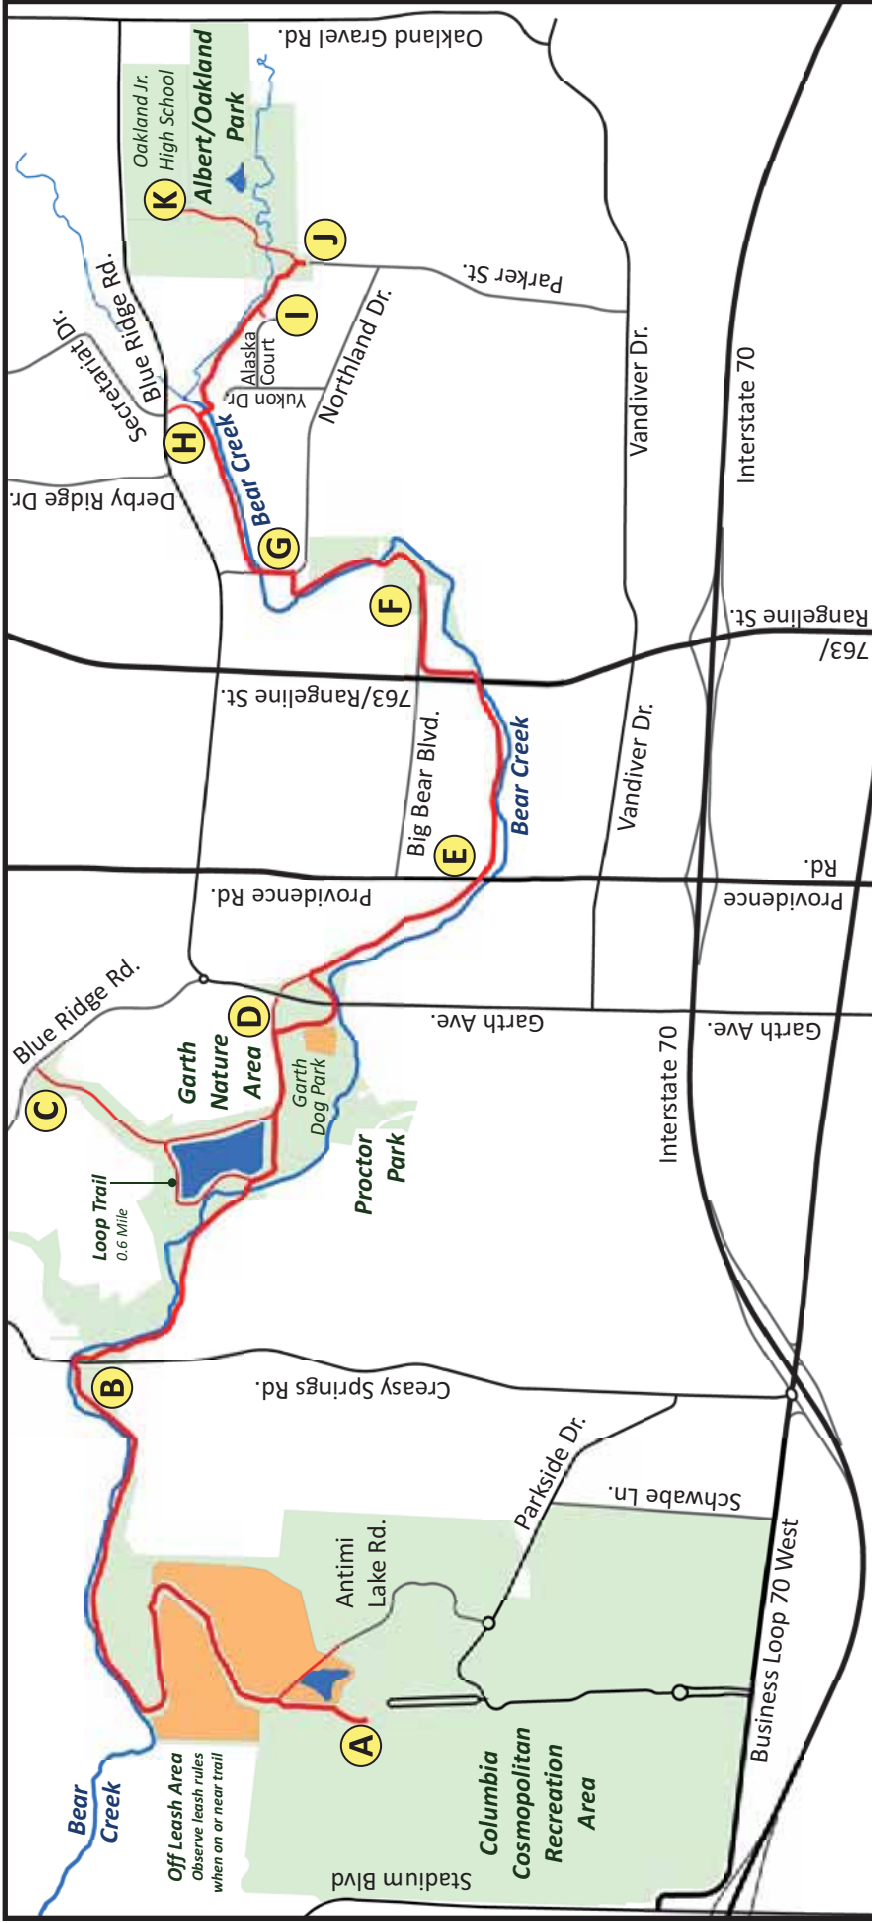 Bear
Creek
Off Leash Area
Observe leash rules
when on or near trail
Stadium Blvd
A
Columbia
Cosmopolitan
Recreation
Area
Antimi
Lake Rd.
Parkside Dr.
Schwabe Ln.
Business Loop 70 West
B
Creasy Springs Rd.
Loop Trail
0.6 Mile
C
Blue Ridge Rd.
Garth
Nature
Area
D
Garth
Dog Park
Proctor
Park
Garth Ave.
Interstate 70
Garth Ave.
Providence Rd.
Providence
Rd.
E
Big Bear Blvd.
Bear Creek
Vandiver Dr.
763/Rangeline St.
763/
Rangeline St.
F
G
Bear Creek
Derby Ridge Dr.
H
Secretariat Dr.
Blue Ridge Rd.
Yukon Dr.
Alaska
Court
Northland Dr.
I
J
Parker St.
Vandiver Dr.
Interstate 70
K
Oakland Jr.
High School
Albert/Oakland
Park
Oakland Gravel Rd.